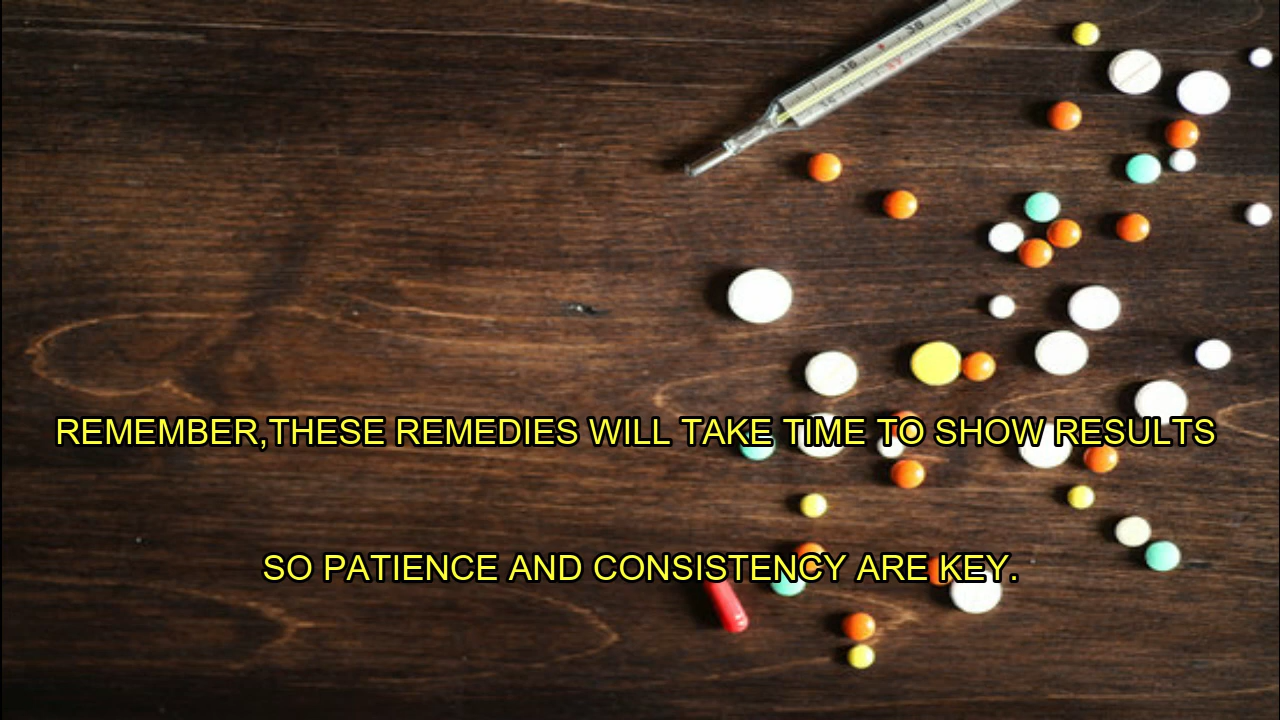 REMEMBER,THESE REMEDIES WILL TAKE TIME TO SHOW RESULTS
SO PATIENCE AND CONSISTENCY ARE KEY.